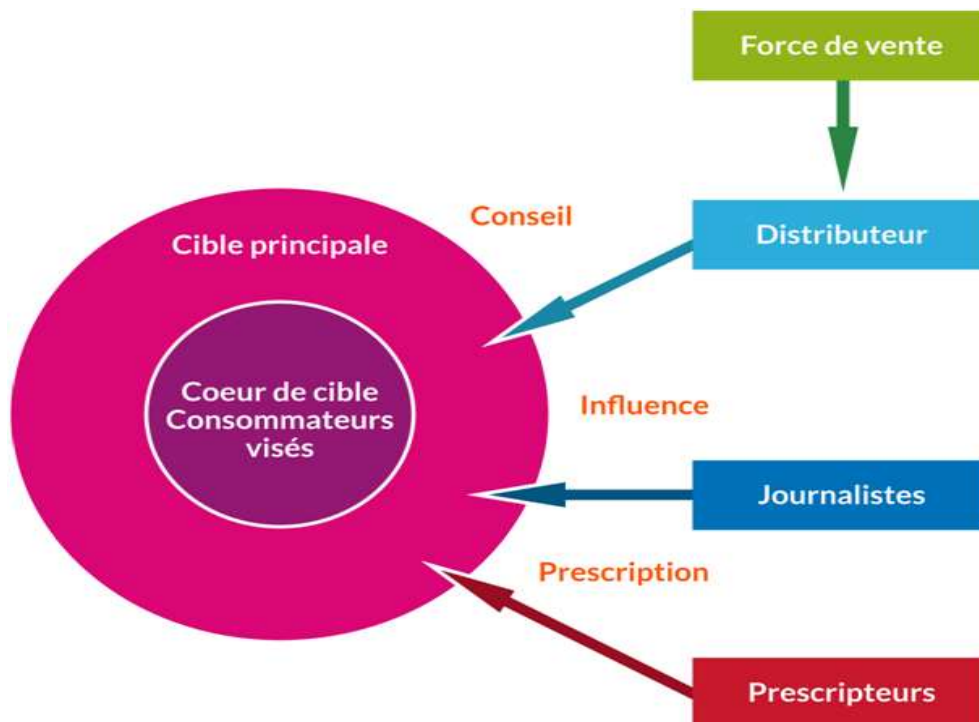 Force de vente
Conseil
Distributeur
Cible principale
Coeur de cible
Consommateurs
visés
Influence
Journalistes
Prescription
Prescripteurs